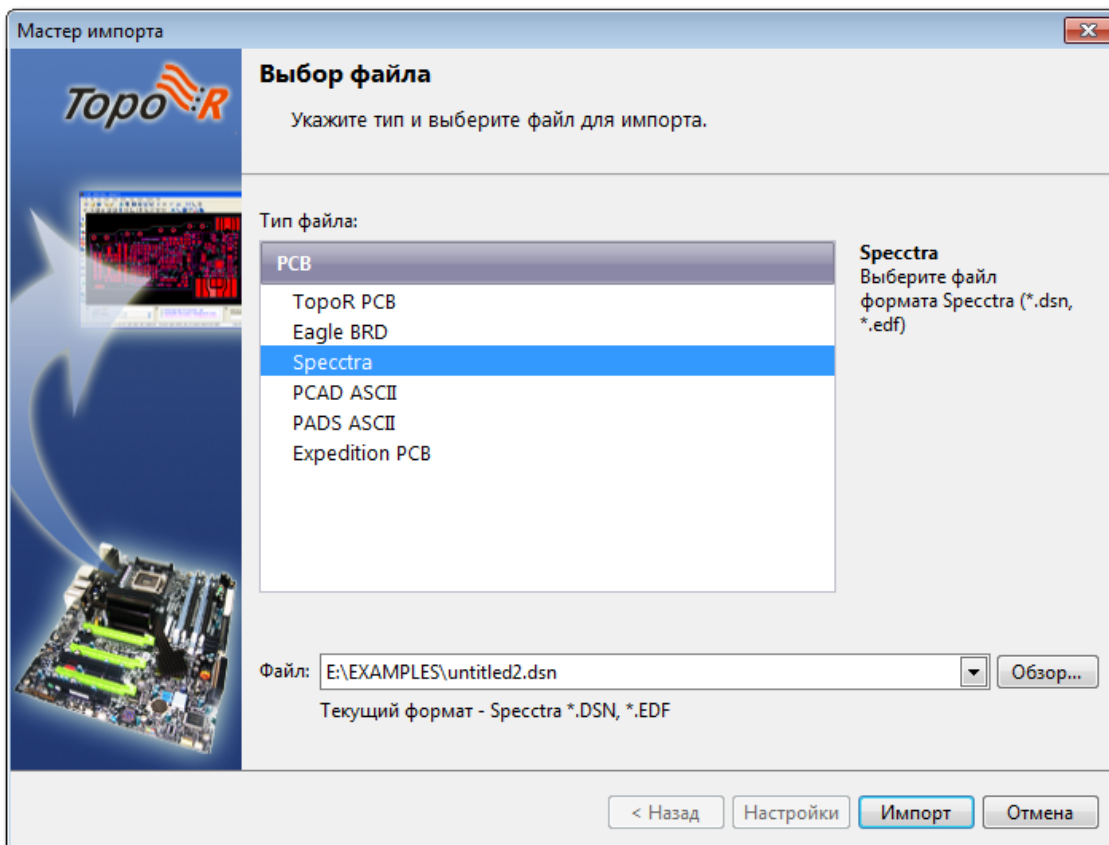 Мастер импорта
TopoR
Выбор файла
Укажите тип и выберите файл для импорта.
Тип файла:
PCB
TopoR PCB
Eagle BRD
Specctra
PCAD ASCII
PADS ASCII
Expedition PCB
Specctra
Выберите файл
формата Specctra (*.dsn,
*.edf)
Файл: E:\EXAMPLES\untitled2.dsn Обзор...
Текущий формат - Specctra *.DSN, *.EDF
< Назад Настройки Импорт Отмена